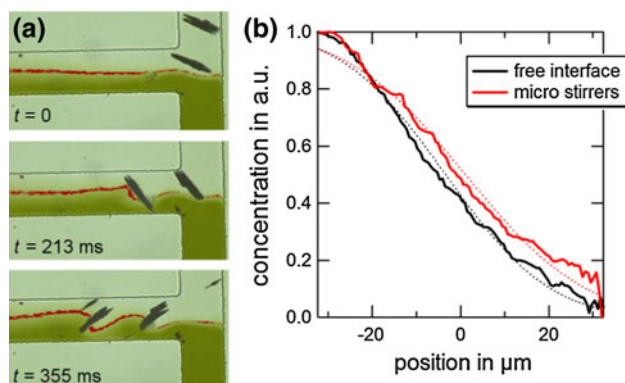 (a)
t = 0
t = 213 ms
t = 355 ms
(b)
concentration in a.u.
1.0
0.8
0.6
0.4
0.2
0.0
free interface
micro stirrers
-20
0
20
position in µm